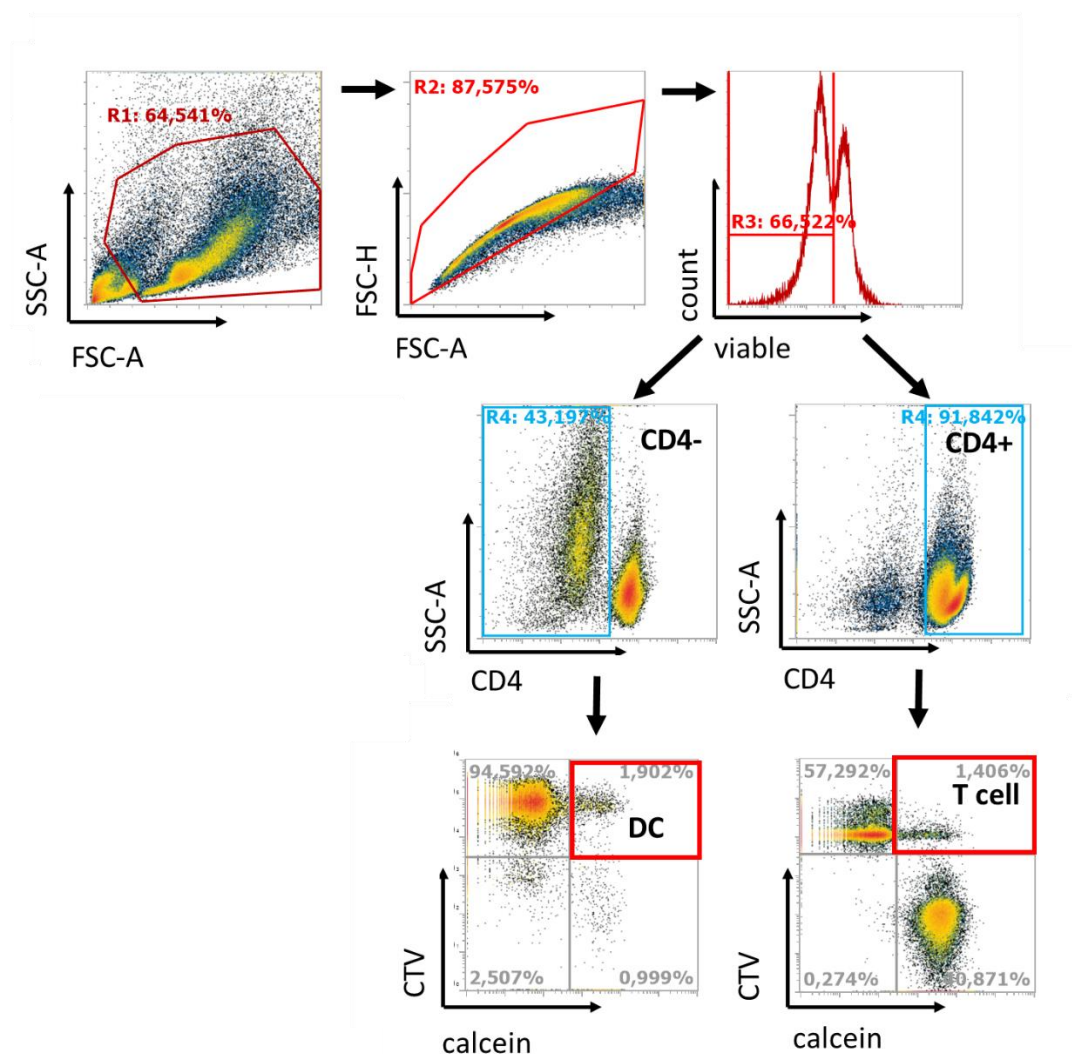 R1: 64,541%
SSC-A
FSC-A
R2: 87,575%
FSC-H
FSC-A
R3: 66,522%
count
viable
R4: 43,197%
CD4-
SSC-A
CD4
R4: 91,842%
CD4+
SSC-A
CD4
94,592%
1,902%
DC
CTV
2,507%
0,999%
calcein
57,292%
1,406%
T cell
CTV
0,274%
calcein